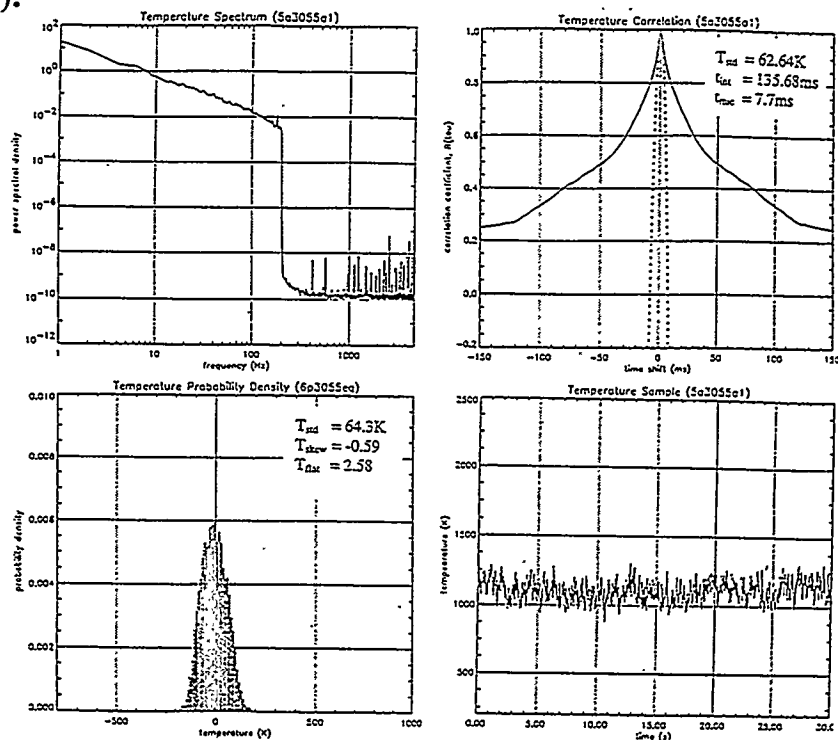 ).
Temperature Spectrum (5a3055a1)
10²
10⁰
10⁻²
10⁻⁴
10⁻⁶
10⁻⁸
10⁻¹⁰
10⁻¹²
power spectral density
1
10
100
1000
frequency (Hz)
Temperature Correlation (5a3055a1)
T_std = 62.64K
t_int = 135.68ms
= 7.7ms
1.0
0.8
0.6
0.4
0.2
0.0
-0.2
correlation coefficient, R(tau)
-150
-100
-50
0
50
100
150
time shift (ms)
Temperature Probability Density (6p3055eq)
T_std = 64.3K
T_skew = -0.59
T_flat = 2.58
0.010
0.008
0.006
0.004
0.002
0.000
probability density
-500
0
500
1000
temperature (K)
Temperature Sample (5a3055a1)
2500
2000
1500
1000
500
temperature (K)
0.00
5.00
10.00
15.00
20.00
25.00
30.0
time (s)